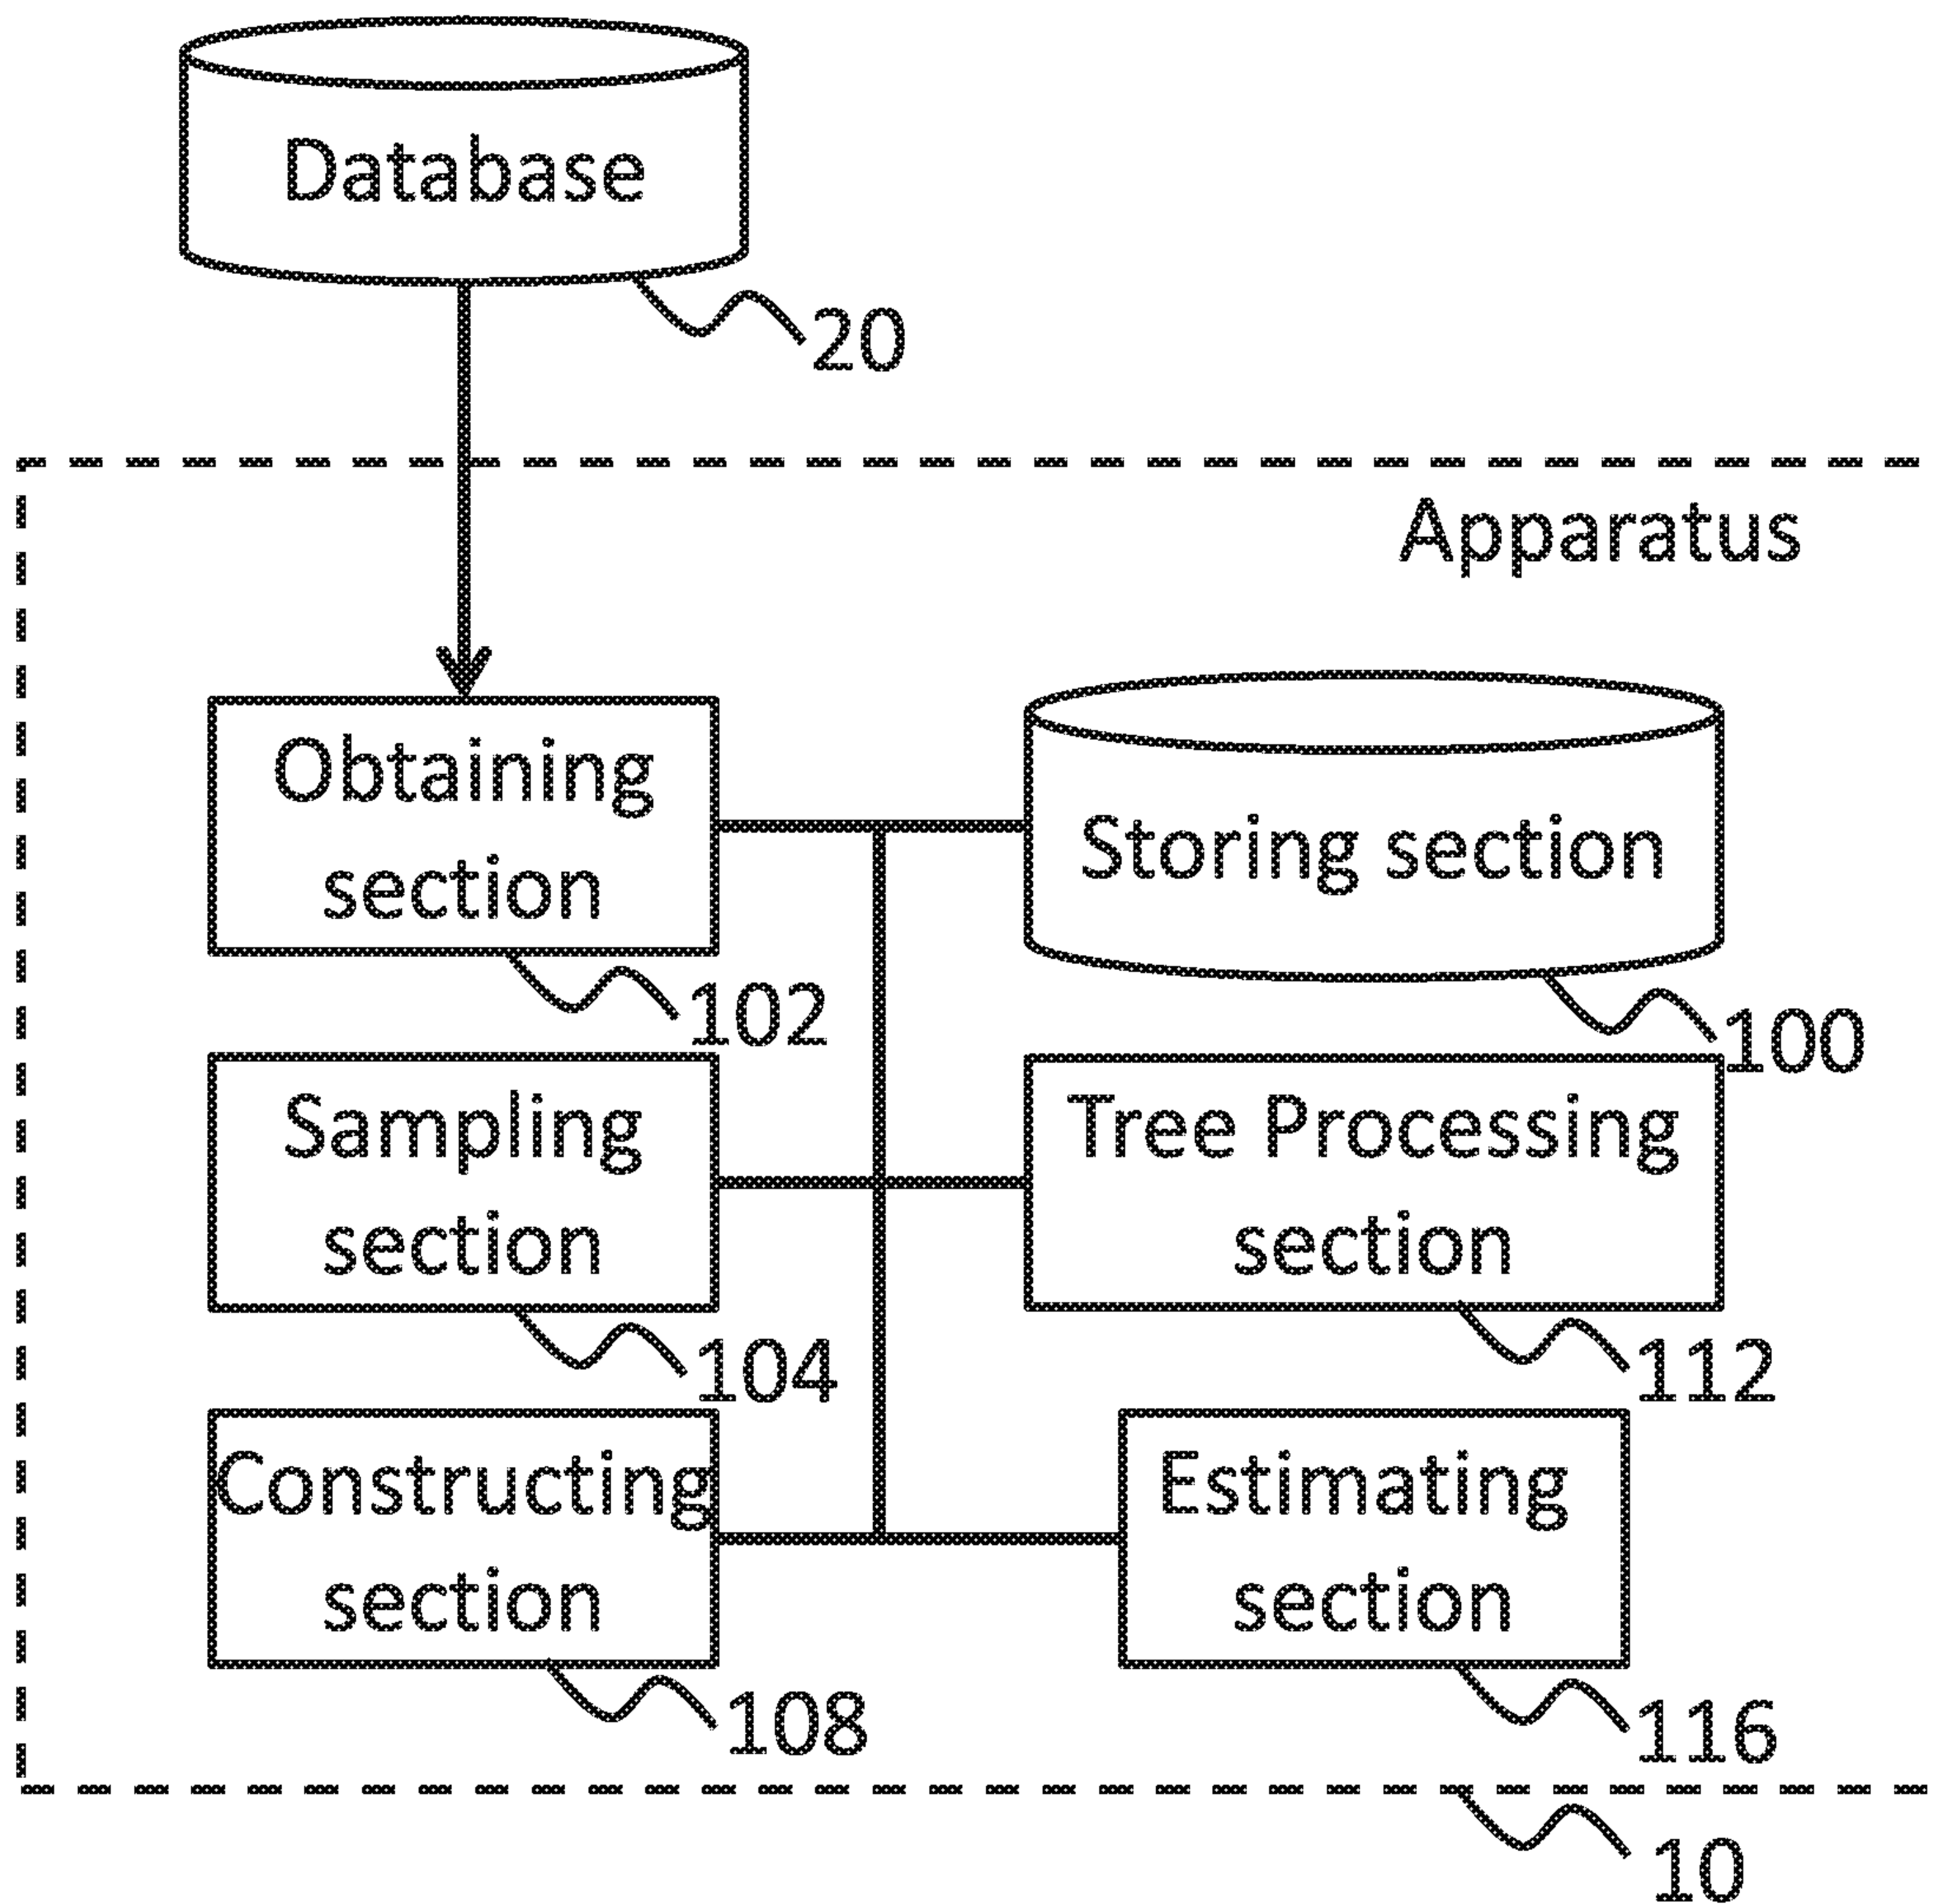 Database
20
Apparatus
Obtaining
section
102
Storing section
100
Sampling
section
104
Tree Processing
section
112
Constructing
section
108
Estimating
section
116
10